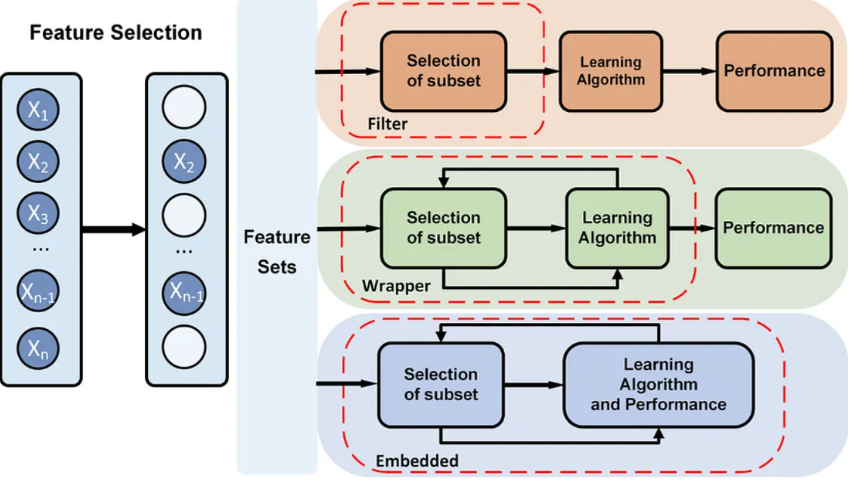 Feature Selection
X1
X2
X3
...
Xn-1
Xn
X2
...
Xn-1
Feature
Sets
Selection
of subset
Learning
Algorithm
Performance
Filter
Selection
of subset
Learning
Algorithm
Performance
Wrapper
Selection
of subset
Learning
Algorithm
and Performance
Embedded